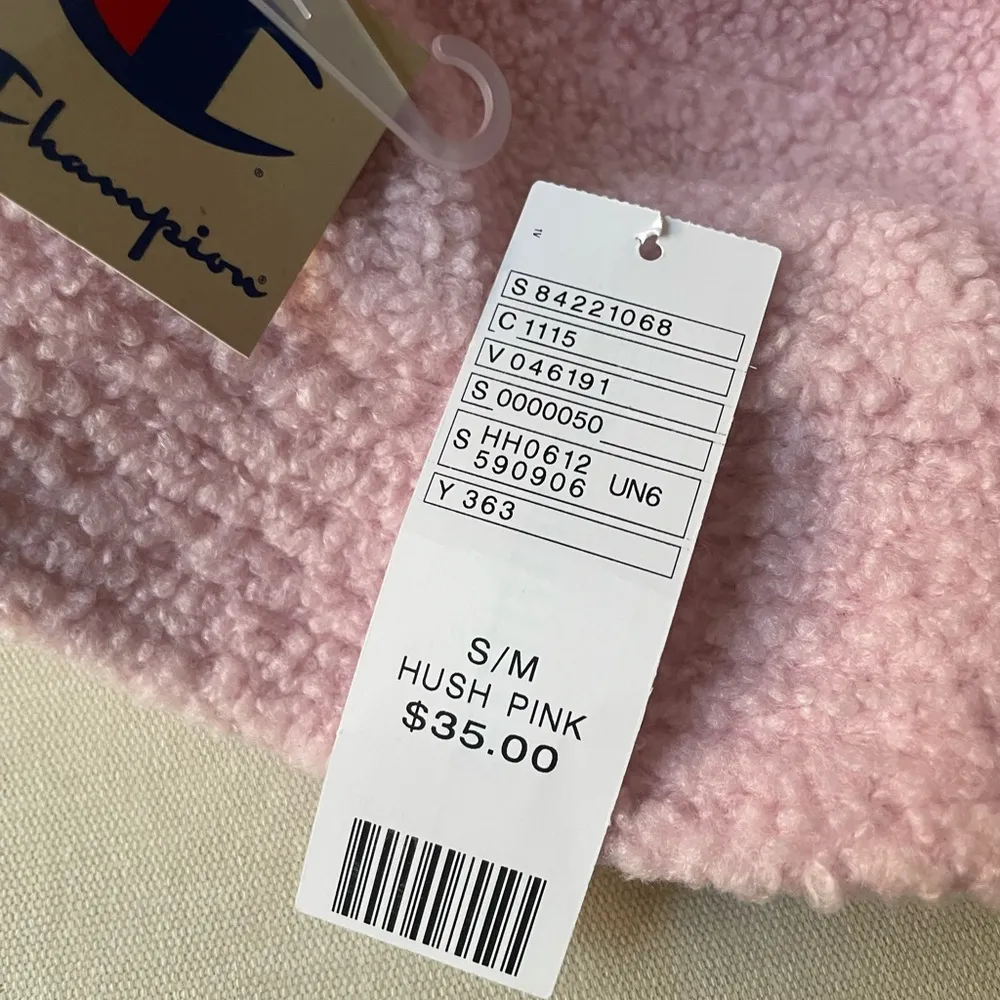 Champion
S 84221068
C 1115
V 046191
S 0000050
S HH0612
590906 UN6
Y 363
S/M
HUSH PINK
$35.00